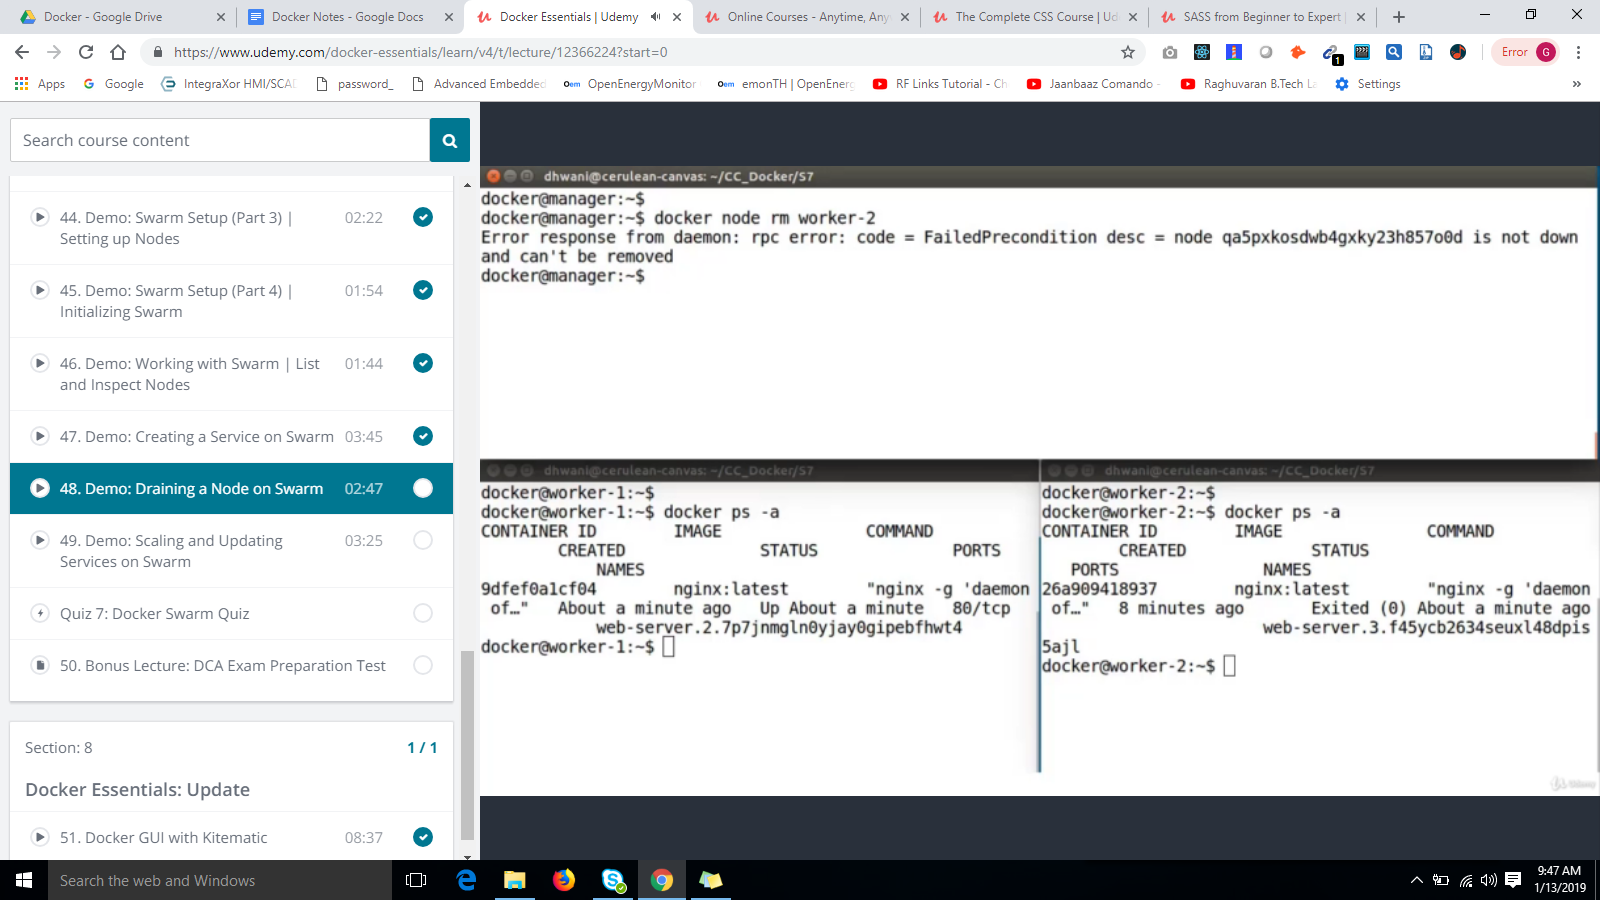 Docker - Google Drive
Docker Notes - Google Docs
Docker Essentials | Udemy
Online Courses - Anytime, Any
The Complete CSS Course | Ud
SASS from Beginner to Expert |
https://www.udemy.com/docker-essentials/learn/v4/t/lecture/12366224?start=0
1
Error
G
Apps
Google
IntegraXor HMI/SCAD
password_
Advanced Embedded
Oem
OpenEnergyMonitor
Oem
emonTH | OpenEnerg
RF Links Tutorial - Ch
Jaanbaaz Comando -
Raghuvaran B.Tech La
Settings
Search course content
44. Demo: Swarm Setup (Part 3) | 02:22
Setting up Nodes
45. Demo: Swarm Setup (Part 4) | 01:54
Initializing Swarm
46. Demo: Working with Swarm | List 01:44
and Inspect Nodes
47. Demo: Creating a Service on Swarm 03:45
48. Demo: Draining a Node on Swarm 02:47
49. Demo: Scaling and Updating 03:25
Services on Swarm
Quiz 7: Docker Swarm Quiz
50. Bonus Lecture: DCA Exam Preparation Test
Section: 8 1 / 1
Docker Essentials: Update
51. Docker GUI with Kitematic 08:37
dhwani@cerulean-canvas: ~/CC_Docker/S7
docker@manager:~$
docker@manager:~$ docker node rm worker-2
Error response from daemon: rpc error: code = FailedPrecondition desc = node qa5pxkosdwb4gxky23h857o0d is not down
and can't be removed
docker@manager:~$
dhwani@cerulean-canvas: ~/CC_Docker/S7
docker@worker-1:~$
docker@worker-1:~$ docker ps -a
CONTAINER ID IMAGE COMMAND
CREATED STATUS PORTS
NAMES
9dfef0a1cf04 nginx:latest "nginx -g 'daemon
of…" About a minute ago Up About a minute 80/tcp
web-server.2.7p7jnmgln0yjay0gipebfhwt4
docker@worker-1:~$
dhwani@cerulean-canvas: ~/CC_Docker/S7
docker@worker-2:~$
docker@worker-2:~$ docker ps -a
CONTAINER ID IMAGE COMMAND
CREATED STATUS
PORTS NAMES
26a909418937 nginx:latest "nginx -g 'daemon
of…" 8 minutes ago Exited (0) About a minute ago
web-server.3.f45ycb2634seuxl48dpis
5ajl
docker@worker-2:~$
Udemy
Search the web and Windows
9:47 AM
1/13/2019